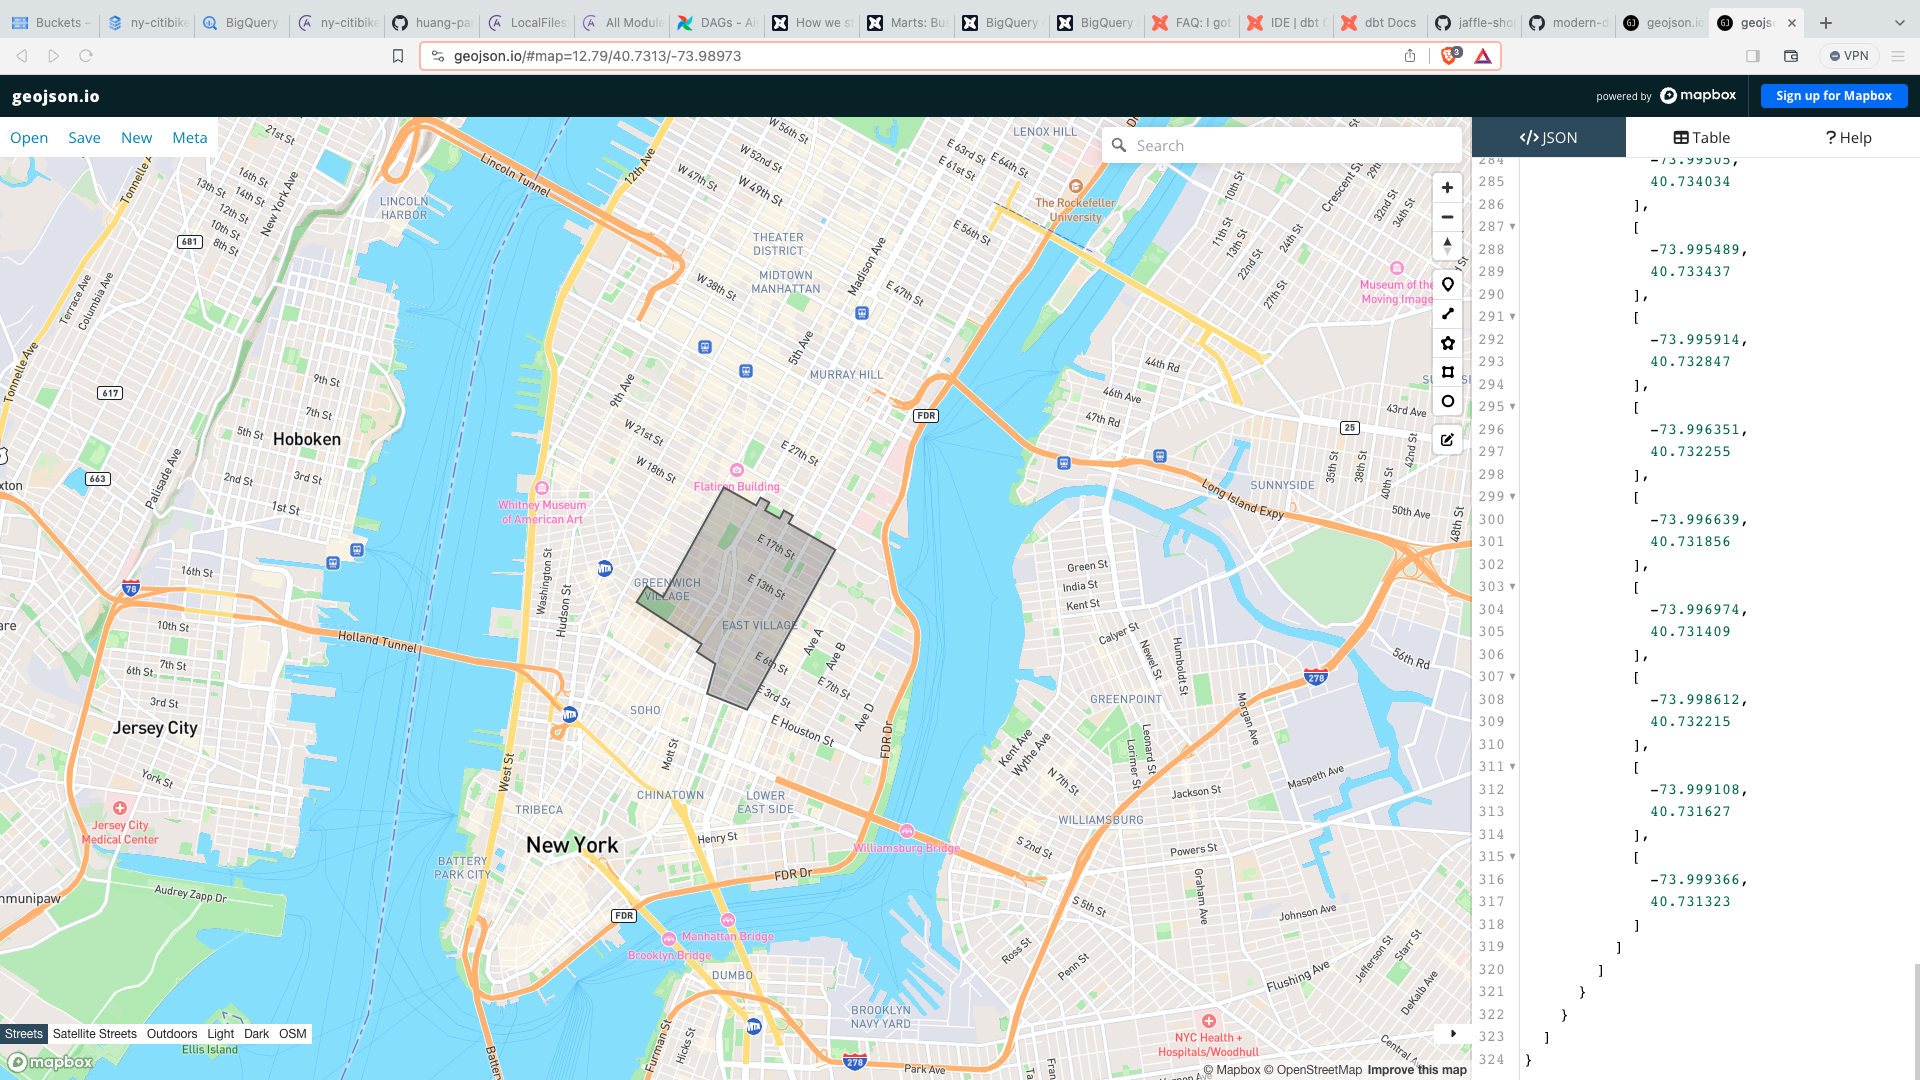 Buckets –
ny-citibike
BigQuery
ny-citibike
huang-pa
LocalFiles
All Module
DAGs - Ai
How we s
Marts: Bu
BigQuery
BigQuery
FAQ: I got
IDE | dbt
dbt Docs
jaffle-sho
modern-d
geojson.io
geojs
geojson.io/#map=12.79/40.7313/-73.98973
3
VPN
geojson.io
powered by mapbox
Sign up for Mapbox
Open Save New Meta
Search
JSON
Table
? Help
Lincoln Tunnel
12th Ave
W 56th St
W 52nd St
W 47th St
W 49th St
E 63rd St
E 61st St
E 64th St
LENOX HILL
The Rockefeller
University
E 56th St
10th St
11th St
13th St
22nd St
24th St
27th St
Crescent St
32nd St
34th St
Museum of the
Moving Image
21st St
16th St
14th St
13th St
12th St
10th St
8th St
New York Ave
Tonnelle Ave
LINCOLN
HARBOR
681
Terrace Ave
Columbia Ave
Tonnelle Ave
THEATER
DISTRICT
MIDTOWN
MANHATTAN
Madison Ave
W 38th St
E 47th St
5th Ave
MURRAY HILL
9th Ave
W 21st St
W 18th St
E 27th St
FDR
44th Rd
46th Ave
47th Rd
43rd Ave
25
42nd St
35th St
38th St
40th St
48th St
50th Ave
SUNNYSIDE
Long Island Expy
617
663
9th St
7th St
5th St
Hoboken
3rd St
2nd St
1st St
Palisade Ave
Flatiron Building
Whitney Museum
of American Art
E 17th St
E 13th St
GREENWICH
VILLAGE
EAST VILLAGE
E 6th St
E 3rd St
E 7th St
Ave A
Ave B
Ave D
Washington St
Hudson St
16th St
78
10th St
Holland Tunnel
6th St
7th St
3rd St
Jersey City
York St
Jersey City
Medical Center
West St
SOHO
Mott St
E Houston St
FDR Dr
CHINATOWN
LOWER
EAST SIDE
TRIBECA
Henry St
New York
BATTERY
PARK CITY
Williamsburg Bridge
FDR Dr
FDR
Manhattan Bridge
Brooklyn Bridge
DUMBO
BROOKLYN
NAVY YARD
Green St
India St
Kent St
Calyer St
Newel St
Humboldt St
56th Rd
278
GREENPOINT
Morgan Ave
Kent Ave
Wythe Ave
Leonard St
Lorimer St
N 7th St
Maspeth Ave
Jackson St
WILLIAMSBURG
S 2nd St
Powers St
Graham Ave
S 5th St
Johnson Ave
Ross St
Penn St
Flushing Ave
Jefferson St
Starr St
DeKalb Ave
NYC Health +
Hospitals/Woodhull
278
Park Ave
Furman St
Hicks St
Audrey Zapp Dr
Ellis Island
Streets Satellite Streets Outdoors Light Dark OSM
mapbox
© Mapbox © OpenStreetMap Improve this map
284 -73.99505,
285 40.734034
286 ],
287 [
288 -73.995489,
289 40.733437
290 ],
291 [
292 -73.995914,
293 40.732847
294 ],
295 [
296 -73.996351,
297 40.732255
298 ],
299 [
300 -73.996639,
301 40.731856
302 ],
303 [
304 -73.996974,
305 40.731409
306 ],
307 [
308 -73.998612,
309 40.732215
310 ],
311 [
312 -73.999108,
313 40.731627
314 ],
315 [
316 -73.999366,
317 40.731323
318 ]
319 ]
320 ]
321 }
322 }
323 ]
324 }